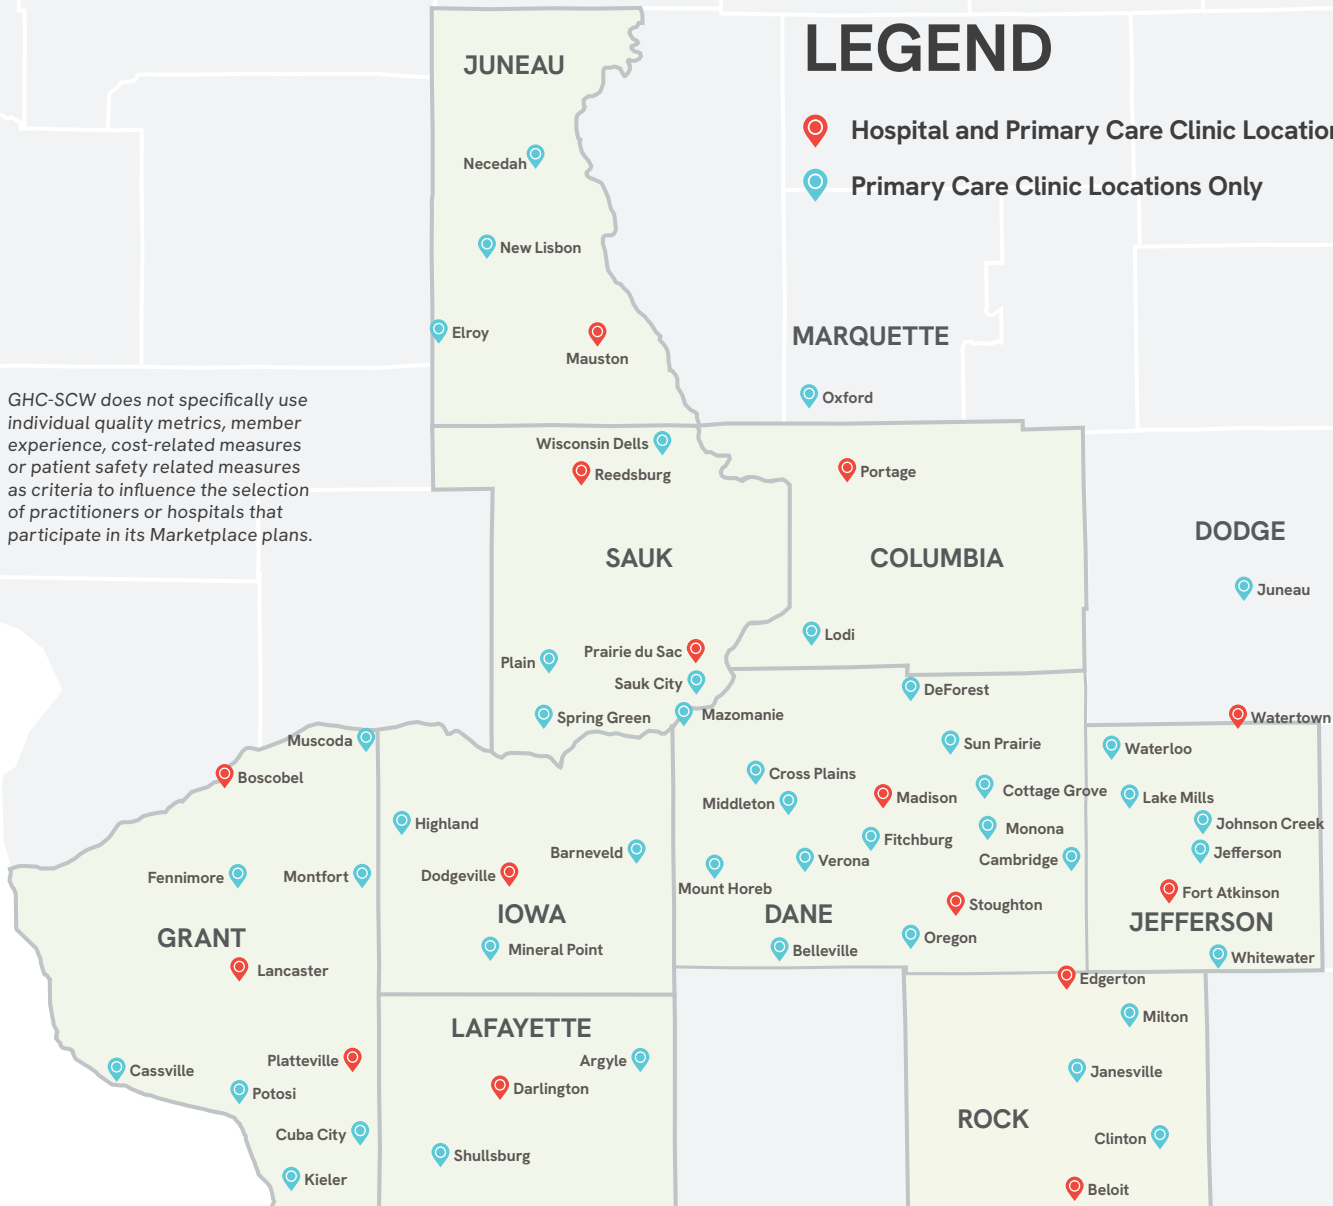 LEGEND
Hospital and Primary Care Clinic Location
Primary Care Clinic Locations Only
JUNEAU
Necedah
New Lisbon
Elroy
Mauston
MARQUETTE
Oxford
GHC-SCW does not specifically use
individual quality metrics, member
experience, cost-related measures
or patient safety related measures
as criteria to influence the selection
of practitioners or hospitals that
participate in its Marketplace plans.
Wisconsin Dells
Reedsburg
Portage
SAUK
COLUMBIA
DODGE
Juneau
Lodi
Prairie du Sac
Plain
Sauk City
Spring Green
Mazomanie
DeForest
Watertown
Muscoda
Boscobel
Sun Prairie
Waterloo
Cross Plains
Middleton
Madison
Cottage Grove
Lake Mills
Highland
Johnson Creek
Monona
Fitchburg
Barneveld
Verona
Cambridge
Jefferson
Dodgeville
Fennimore
Montfort
Mount Horeb
Fort Atkinson
Stoughton
IOWA
DANE
JEFFERSON
GRANT
Oregon
Mineral Point
Belleville
Whitewater
Lancaster
Edgerton
Milton
LAFAYETTE
Argyle
Platteville
Cassville
Janesville
Darlington
Potosi
ROCK
Cuba City
Clinton
Shullsburg
Kieler
Beloit